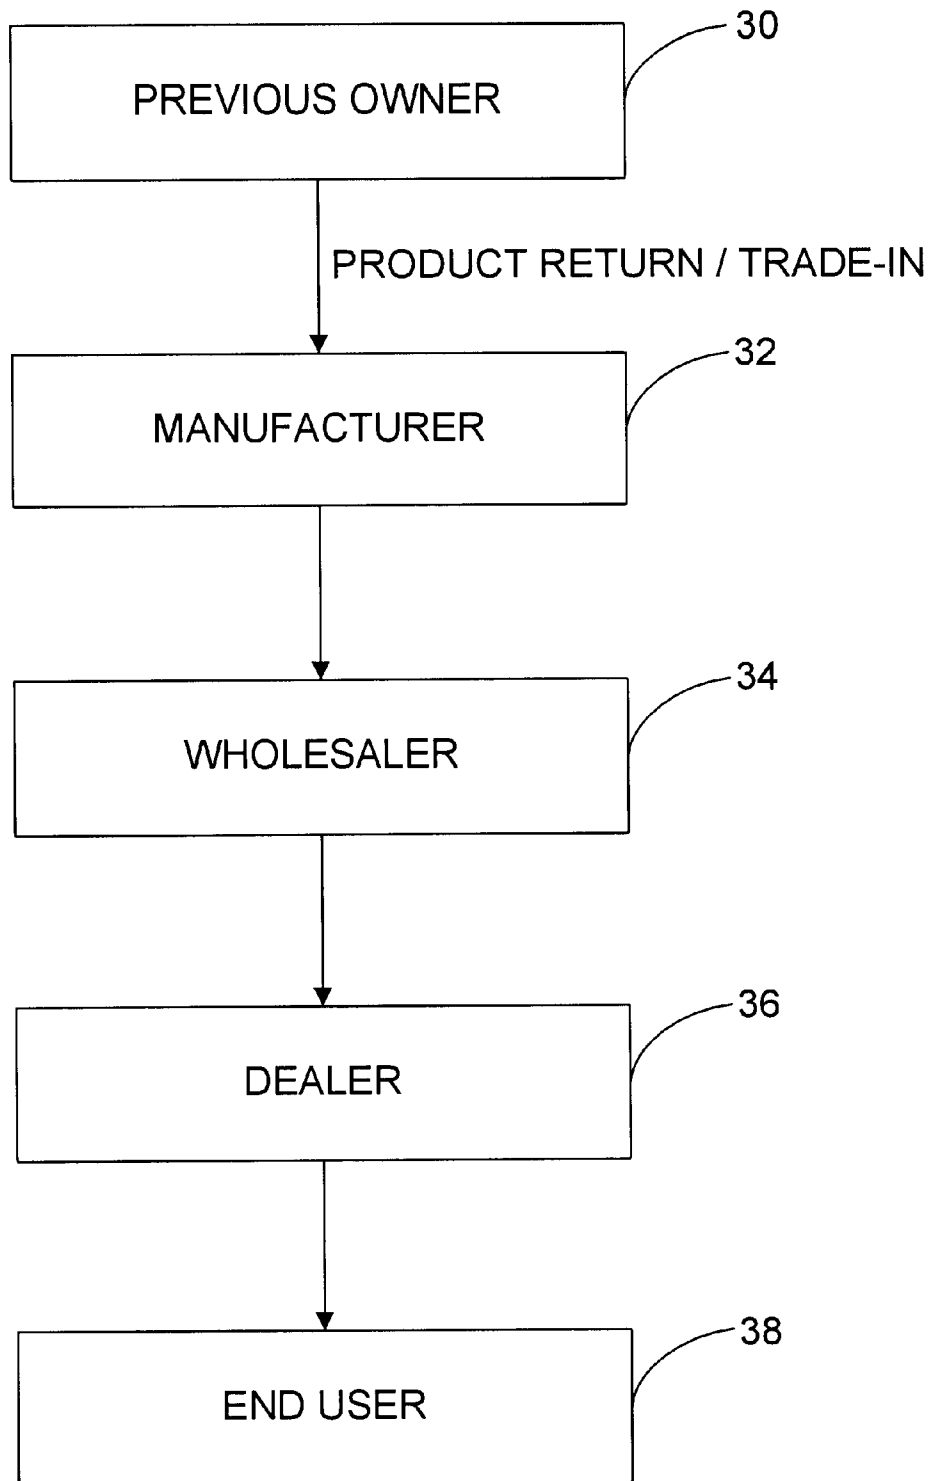 30
PREVIOUS OWNER
PRODUCT RETURN / TRADE-IN
32
MANUFACTURER
34
WHOLESALER
36
DEALER
38
END USER